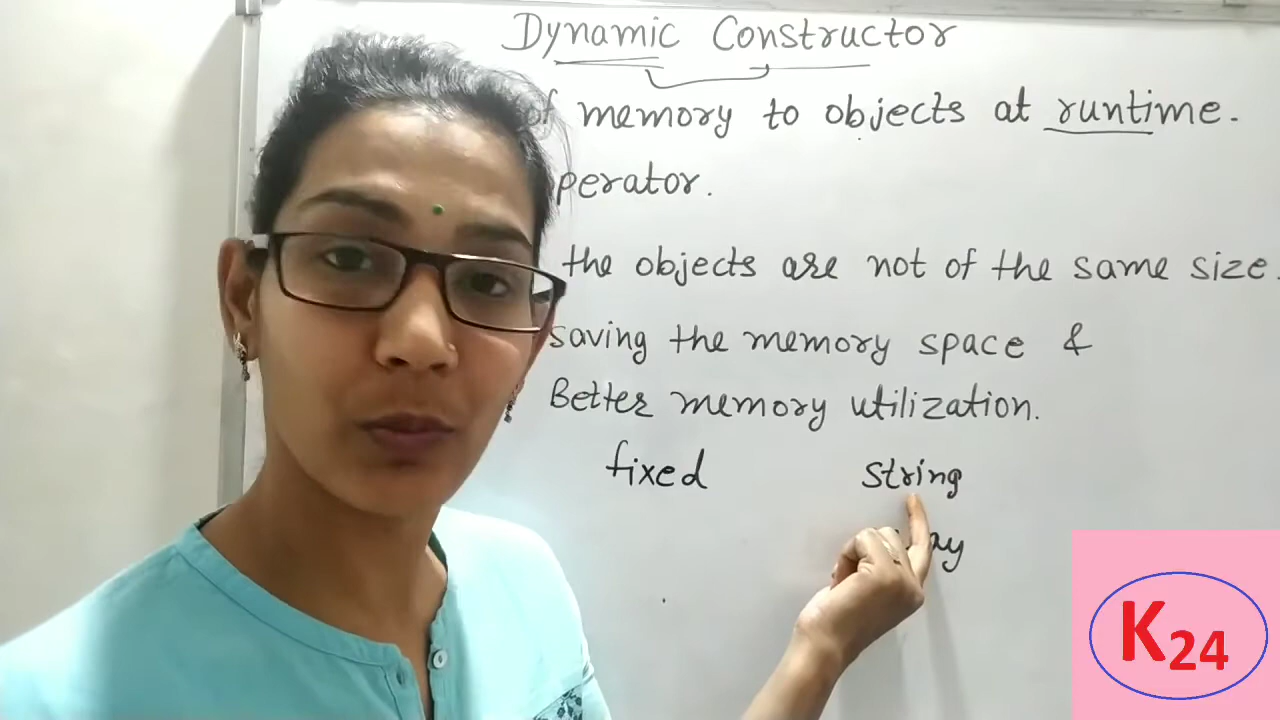 Dynamic Constructor
of memory to objects at runtime.
perator.
the objects are not of the same size.
saving the memory space &
Better memory utilization.
fixed String
ay
K24